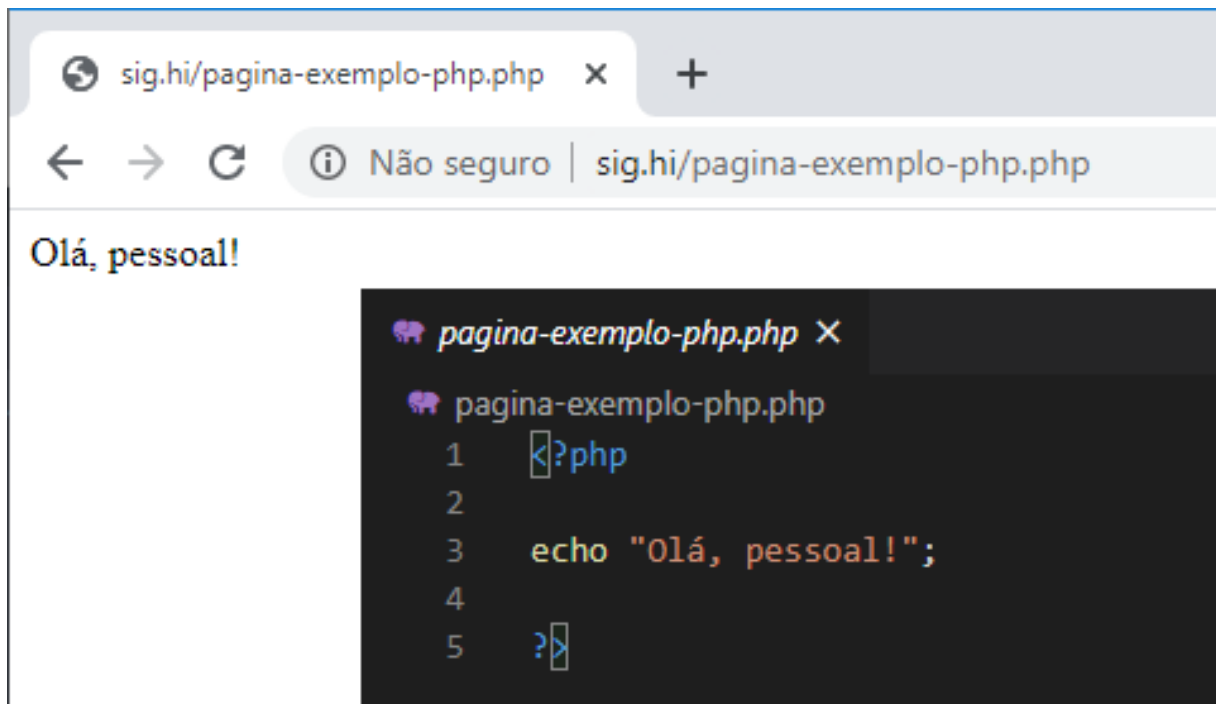 sig.hi/pagina-exemplo-php.php
Não seguro | sig.hi/pagina-exemplo-php.php
Olá, pessoal!
pagina-exemplo-php.php
pagina-exemplo-php.php
1 <?php
2
3 echo "Olá, pessoal!";
4
5 ?>